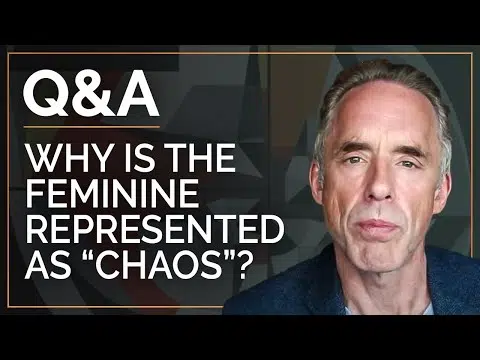 Q&A
WHY IS THE
FEMININE
REPRESENTED
AS “CHAOS”?